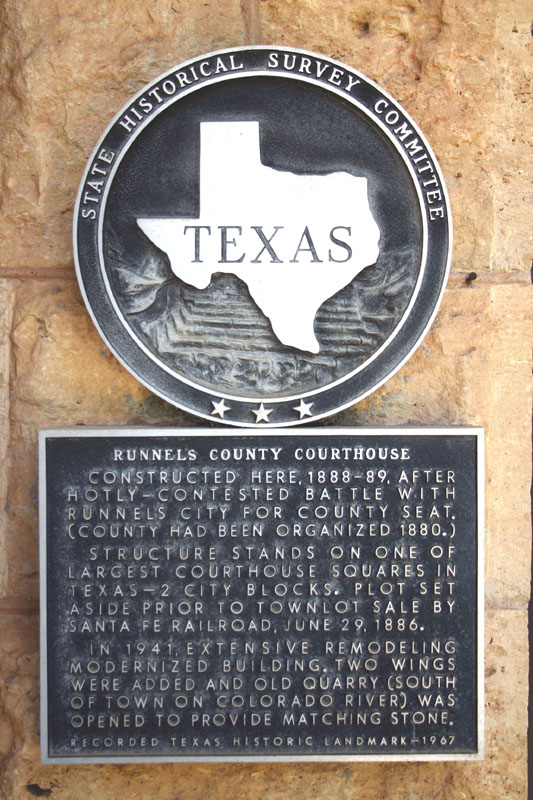 STATE HISTORICAL SURVEY COMMITTEE
TEXAS
RUNNELS COUNTY COURTHOUSE
CONSTRUCTED HERE, 1888-89, AFTER
HOTLY-CONTESTED BATTLE WITH
RUNNELS CITY FOR COUNTY SEAT.
(COUNTY HAD BEEN ORGANIZED 1880.)
STRUCTURE STANDS ON ONE OF
LARGEST COURTHOUSE SQUARES IN
TEXAS—2 CITY BLOCKS. PLOT SET
ASIDE PRIOR TO TOWNLOT SALE BY
SANTA FE RAILROAD, JUNE 29, 1886.
IN 1941, EXTENSIVE REMODELING
MODERNIZED BUILDING. TWO WINGS
WERE ADDED AND OLD QUARRY (SOUTH
OF TOWN ON COLORADO RIVER) WAS
OPENED TO PROVIDE MATCHING STONE.
RECORDED TEXAS HISTORIC LANDMARK—1967